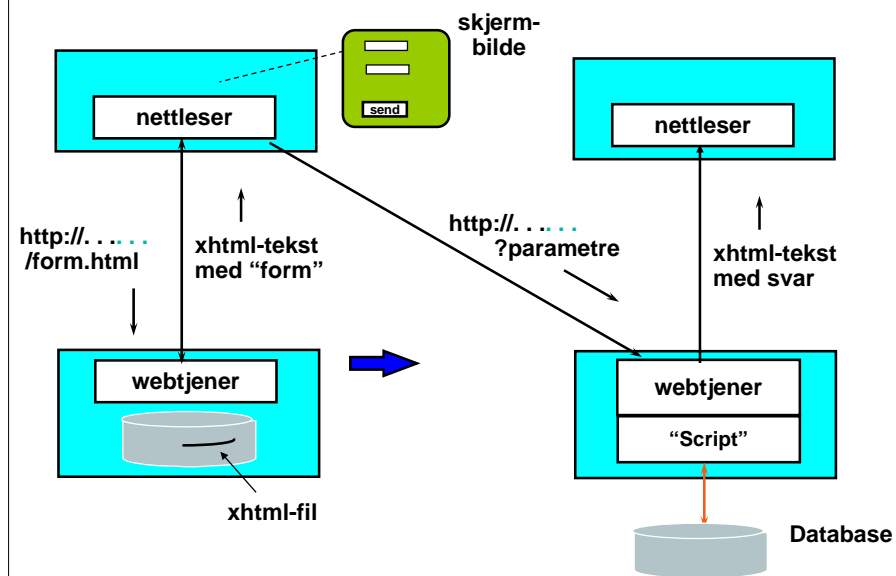 skjerm-
bilde
send
nettleser
nettleser
http://. . . . . .
/form.html
xhtml-tekst
med “form”
http://. . . . . .
?parametre
xhtml-tekst
med svar
webtjener
xhtml-fil
webtjener
“Script”
Database